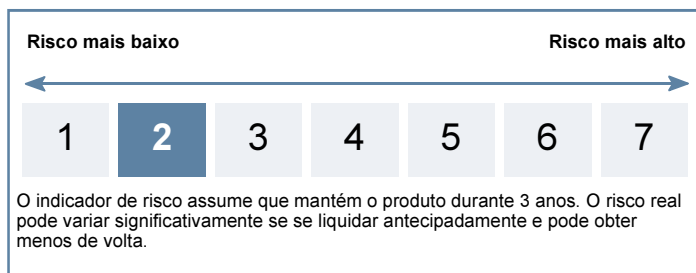 Risco mais baixo Risco mais alto
1 2 3 4 5 6 7
O indicador de risco assume que mantém o produto durante 3 anos. O risco real
pode variar significativamente se se liquidar antecipadamente e pode obter
menos de volta.